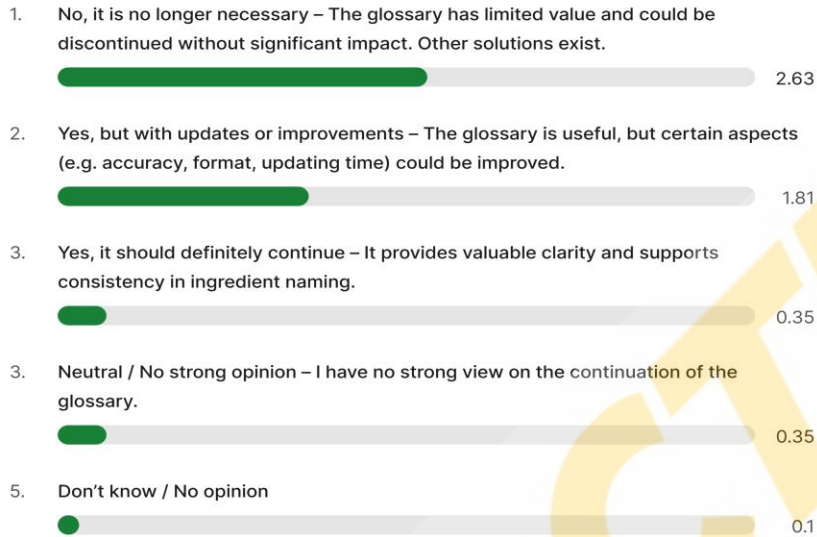 1. No, it is no longer necessary – The glossary has limited value and could be
discontinued without significant impact. Other solutions exist.
2.63
2. Yes, but with updates or improvements – The glossary is useful, but certain aspects
(e.g. accuracy, format, updating time) could be improved.
1.81
3. Yes, it should definitely continue – It provides valuable clarity and supports
consistency in ingredient naming.
0.35
3. Neutral / No strong opinion – I have no strong view on the continuation of the
glossary.
0.35
5. Don’t know / No opinion
0.1